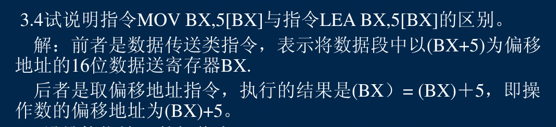 3.4试说明指令MOV BX,5[BX]与指令LEA BX,5[BX]的区别。
解：前者是数据传送类指令，表示将数据段中以(BX+5)为偏移
地址的16位数据送寄存器BX.
后者是取偏移地址指令，执行的结果是(BX）= (BX)＋5，即操
作数的偏移地址为(BX)+5。